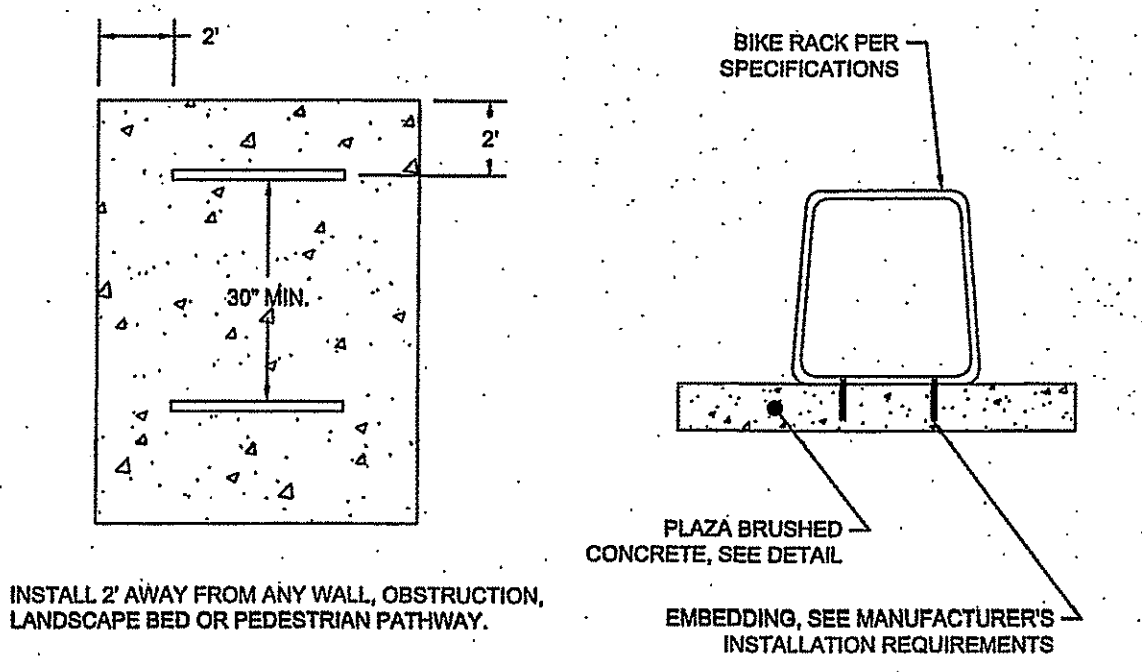 2'
2'
30" MIN.
INSTALL 2' AWAY FROM ANY WALL, OBSTRUCTION,
LANDSCAPE BED OR PEDESTRIAN PATHWAY.
BIKE RACK PER
SPECIFICATIONS
PLAZA BRUSHED
CONCRETE, SEE DETAIL
EMBEDDING, SEE MANUFACTURER'S
INSTALLATION REQUIREMENTS